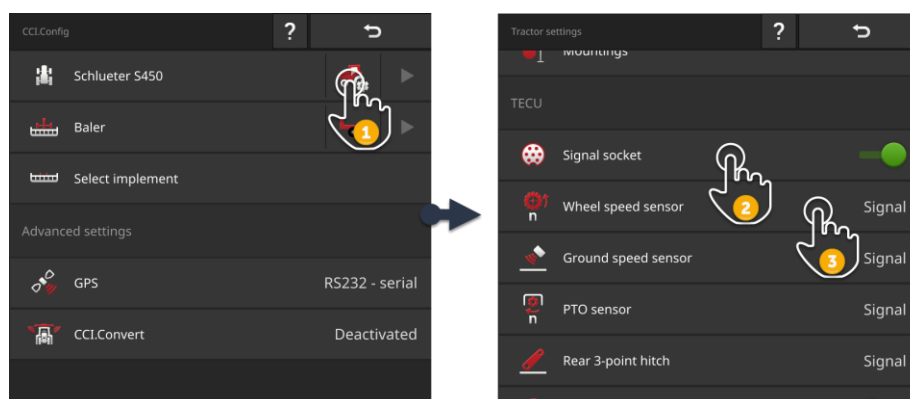 CCI.Config
?
Schlueter S450
1
Baler
Select implement
Advanced settings
GPS
RS232 - serial
CCI.Convert
Deactivated
Tractor settings
?
Mountings
TECU
Signal socket
2
n
Wheel speed sensor
Signal
3
Ground speed sensor
Signal
n
PTO sensor
Signal
Rear 3-point hitch
Signal